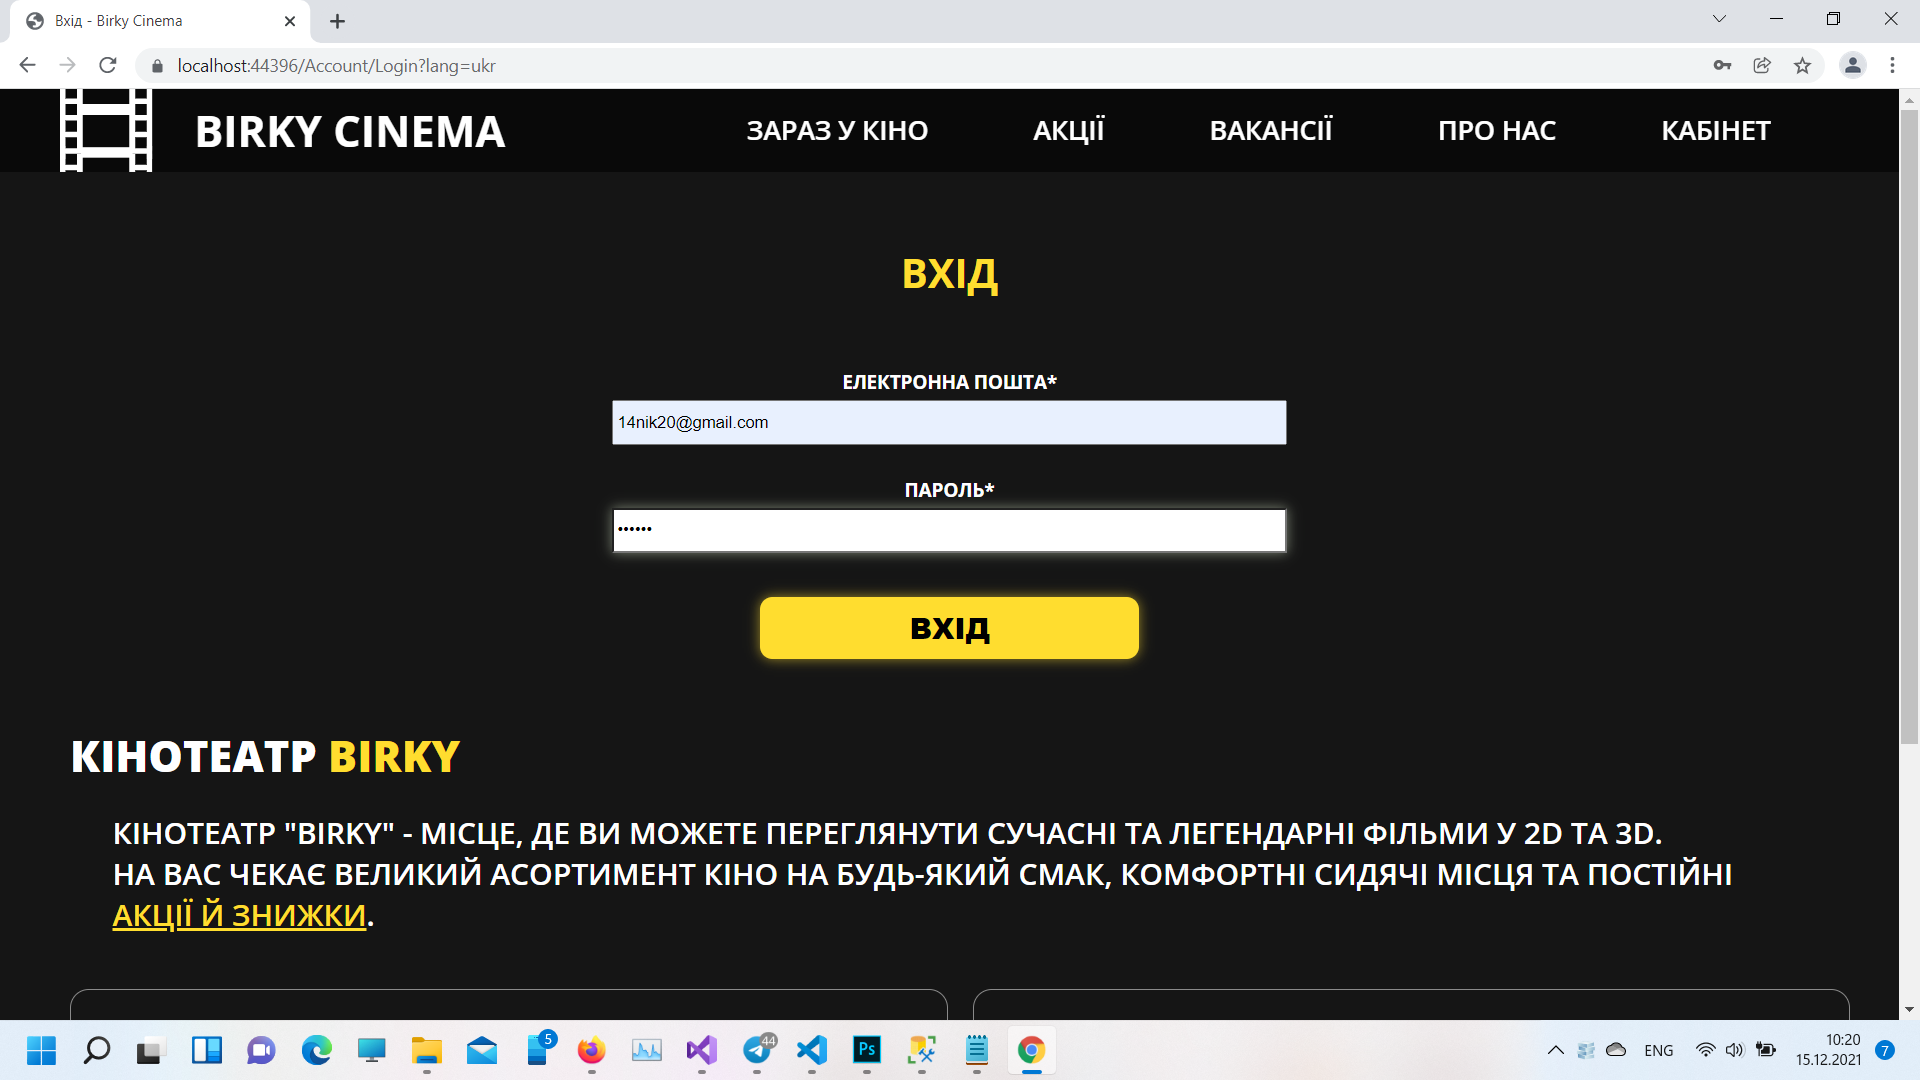 Вхід - Birky Cinema
localhost:44396/Account/Login?lang=ukr
BIRKY CINEMA
ЗАРАЗ У КІНО
АКЦІЇ
ВАКАНСІЇ
ПРО НАС
КАБІНЕТ
ВХІД
ЕЛЕКТРОННА ПОШТА*
14nik20@gmail.com
ПАРОЛЬ*
••••••
ВХІД
КІНОТЕАТР BIRKY
КІНОТЕАТР "BIRKY" - МІСЦЕ, ДЕ ВИ МОЖЕТЕ ПЕРЕГЛЯНУТИ СУЧАСНІ ТА ЛЕГЕНДАРНІ ФІЛЬМИ У 2D ТА 3D.
НА ВАС ЧЕКАЄ ВЕЛИКИЙ АСОРТИМЕНТ КІНО НА БУДЬ-ЯКИЙ СМАК, КОМФОРТНІ СИДЯЧІ МІСЦЯ ТА ПОСТІЙНІ
АКЦІЇ Й ЗНИЖКИ.
5
44
Ps
ENG
10:20
15.12.2021
7